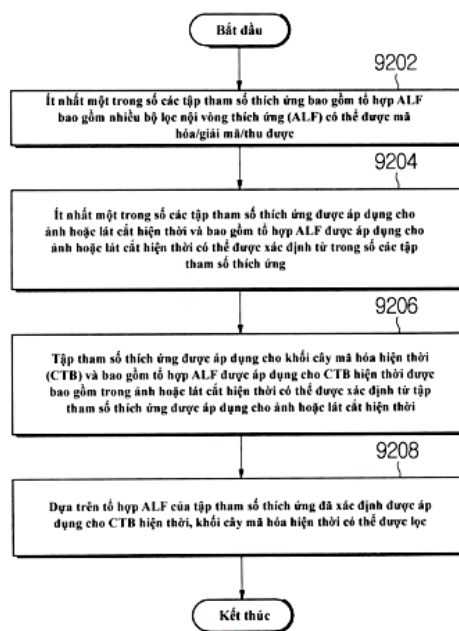 Bắt đầu
9202
Ít nhất một trong số các tập tham số thích ứng bao gồm tổ hợp ALF
bao gồm nhiều bộ lọc nội vòng thích ứng (ALF) có thể được mã
hóa/giải mã/thu được
9204
Ít nhất một trong số các tập tham số thích ứng được áp dụng cho
ảnh hoặc lát cắt hiện thời và bao gồm tổ hợp ALF được áp dụng cho
ảnh hoặc lát cắt hiện thời có thể được xác định từ trong số các tập
tham số thích ứng
9206
Tập tham số thích ứng được áp dụng cho khối cây mã hóa hiện thời
(CTB) và bao gồm tổ hợp ALF được áp dụng cho CTB hiện thời được
bao gồm trong ảnh hoặc lát cắt hiện thời có thể được xác định từ tập
tham số thích ứng được áp dụng cho ảnh hoặc lát cắt hiện thời
9208
Dựa trên tổ hợp ALF của tập tham số thích ứng đã xác định được áp
dụng cho CTB hiện thời, khối cây mã hóa hiện thời có thể được lọc
Kết thúc